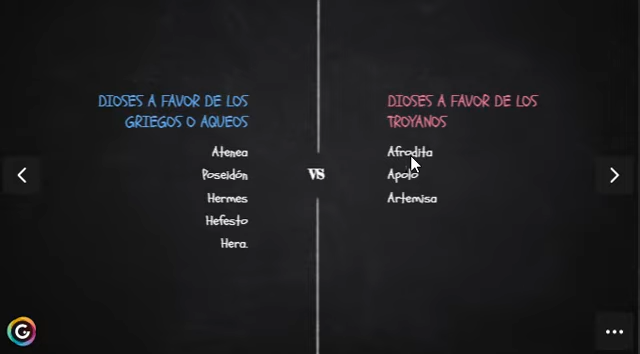 DIOSES A FAVOR DE LOS
GRIEGOS O AQUEOS
Atenea
Poseidón
Hermes
Hefesto
Hera.
VS
DIOSES A FAVOR DE LOS
TROYANOS
Afrodita
Apolo
Artemisa